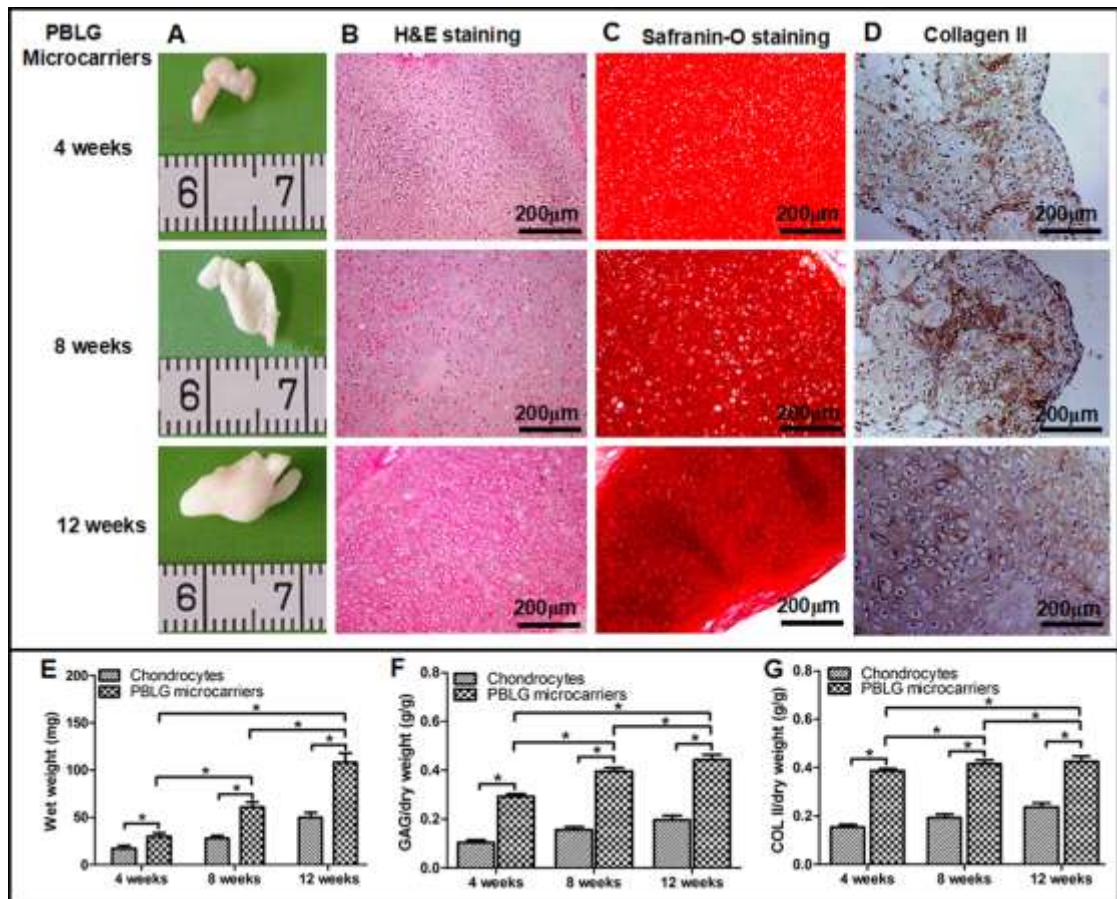 PBLG
Microcarriers
A
B
H&E staining
C
Safranin-O staining
D
Collagen II
4 weeks
6 7
200μm
200μm
200μm
8 weeks
6 7
200μm
200μm
200μm
12 weeks
6 7
200μm
200μm
200μm
E
Chondrocytes
PBLG microcarriers
Wet weight (mg)
200
150
100
50
0
* * * * * *
4 weeks 8 weeks 12 weeks
F
Chondrocytes
PBLG microcarriers
GAG/dry weight (g/g)
0.8
0.6
0.4
0.2
0.0
* * * * * *
4 weeks 8 weeks 12 weeks
G
Chondrocytes
PBLG microcarriers
COL II/dry weight (g/g)
0.8
0.6
0.4
0.2
0.0
* * * * * *
4 weeks 8 weeks 12 weeks